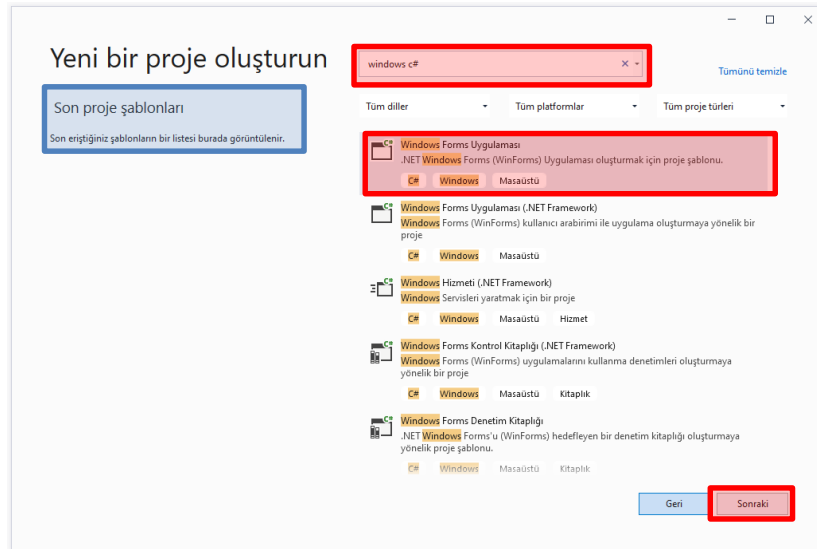 Yeni bir proje oluşturun
Son proje şablonları
Son eriştiğiniz şablonların bir listesi burada görüntülenir.
windows c#
Tümünü temizle
Tüm diller
Tüm platformlar
Tüm proje türleri
Windows Forms Uygulaması
.NET Windows Forms (WinForms) Uygulaması oluşturmak için proje şablonu.
C# Windows Masaüstü
Windows Forms Uygulaması (.NET Framework)
Windows Forms (WinForms) kullanıcı arabirimi ile uygulama oluşturmaya yönelik bir
proje
C# Windows Masaüstü
Windows Hizmeti (.NET Framework)
Windows Servisleri yaratmak için bir proje
C# Windows Masaüstü Hizmet
Windows Forms Kontrol Kitaplığı (.NET Framework)
Windows Forms (WinForms) uygulamalarını kullanma denetimleri oluşturmaya
yönelik bir proje
C# Windows Masaüstü Kitaplık
Windows Forms Denetim Kitaplığı
.NET Windows Forms'u (WinForms) hedefleyen bir denetim kitaplığı oluşturmaya
yönelik proje şablonu.
C# Windows Masaüstü Kitaplık
Geri
Sonraki